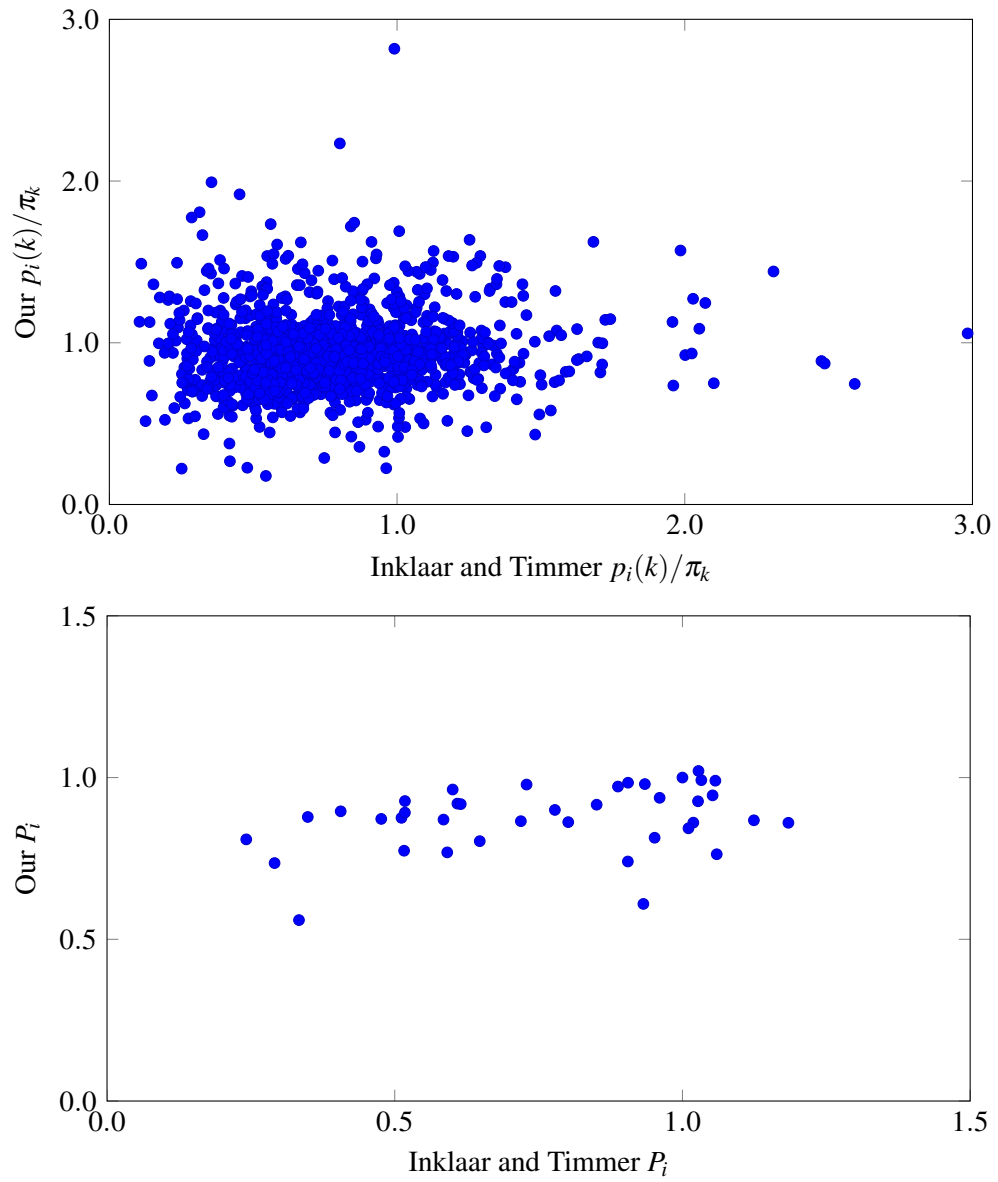 3.0
2.0
1.0
0.0
Our p_i(k)/π_k
0.0 1.0 2.0 3.0
Inklaar and Timmer p_i(k)/π_k
1.5
1.0
0.5
0.0
Our P_i
0.0 0.5 1.0 1.5
Inklaar and Timmer P_i